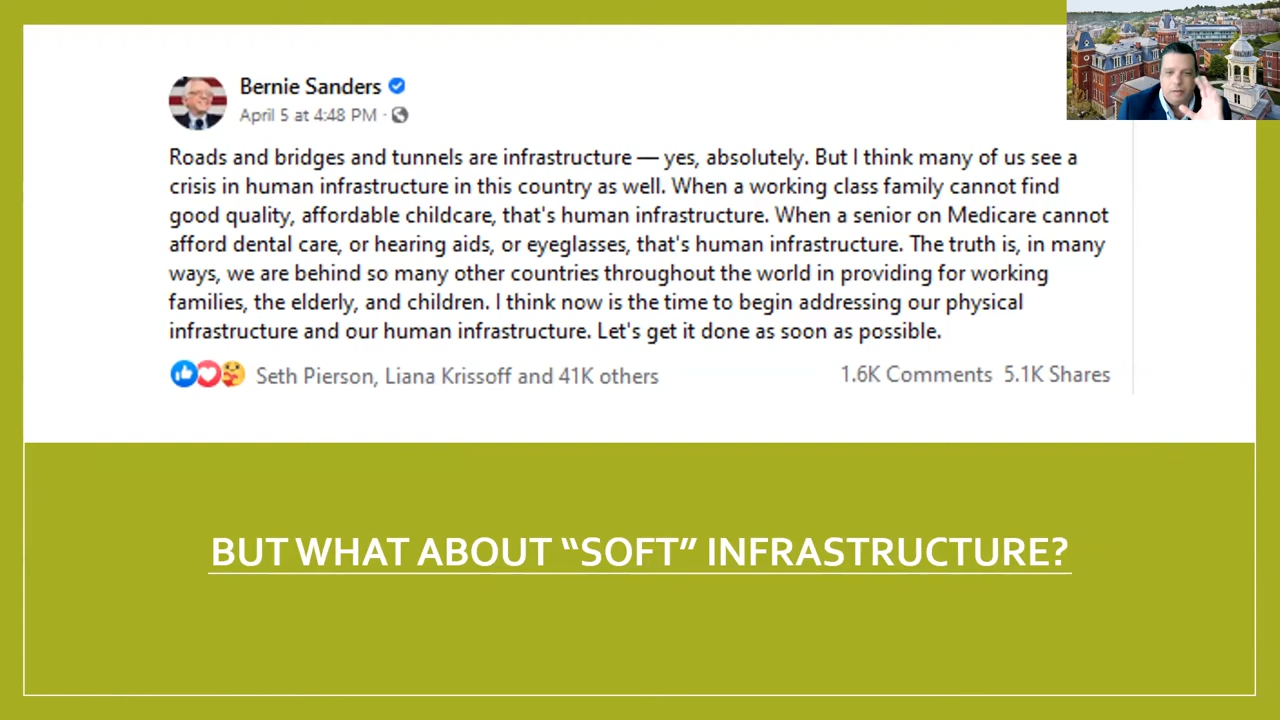 Bernie Sanders
April 5 at 4:48 PM ·
Roads and bridges and tunnels are infrastructure — yes, absolutely. But I think many of us see a
crisis in human infrastructure in this country as well. When a working class family cannot find
good quality, affordable childcare, that's human infrastructure. When a senior on Medicare cannot
afford dental care, or hearing aids, or eyeglasses, that's human infrastructure. The truth is, in many
ways, we are behind so many other countries throughout the world in providing for working
families, the elderly, and children. I think now is the time to begin addressing our physical
infrastructure and our human infrastructure. Let's get it done as soon as possible.
Seth Pierson, Liana Krissoff and 41K others 1.6K Comments 5.1K Shares
BUT WHAT ABOUT “SOFT” INFRASTRUCTURE?